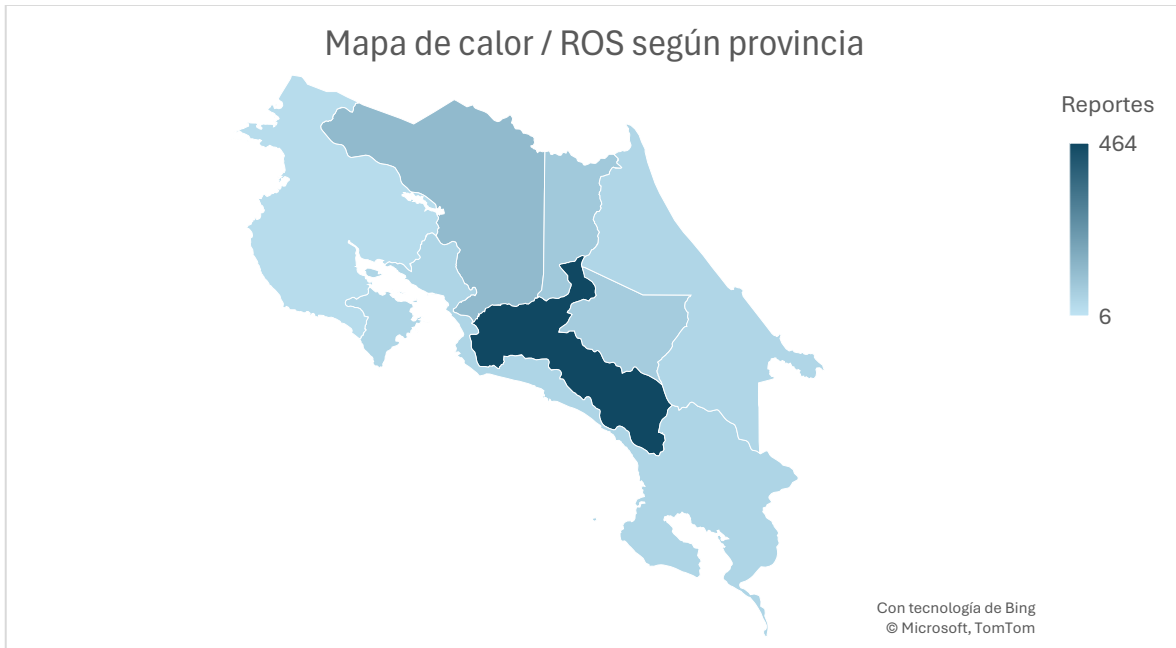 Mapa de calor / ROS según provincia
Reportes
464
6
Con tecnología de Bing
© Microsoft, TomTom